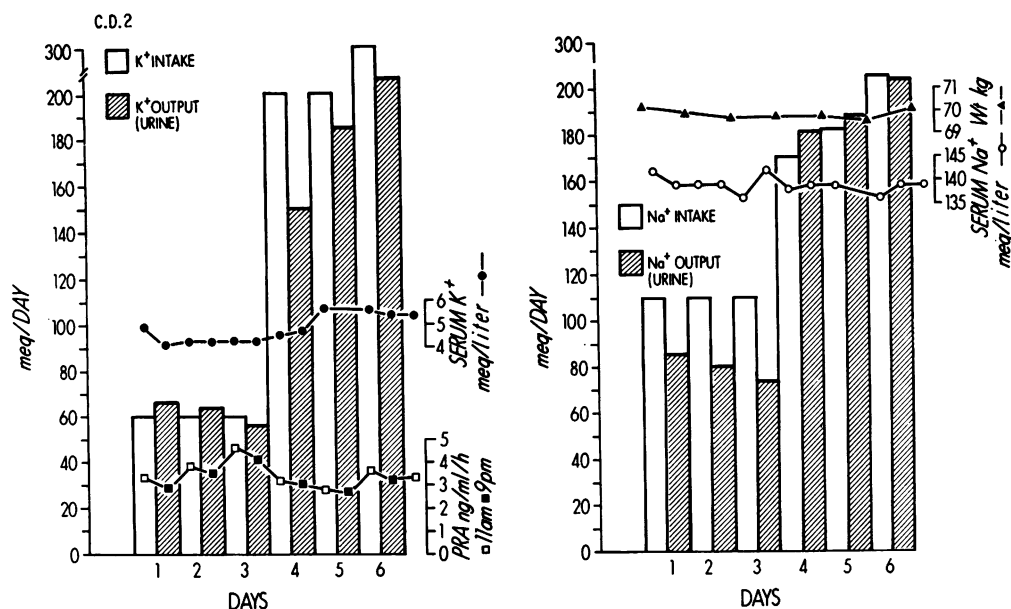 C.D.2
K+ INTAKE
K+ OUTPUT
(URINE)
meq/DAY
300
200
180
160
140
120
100
80
60
40
20
0
1 2 3 4 5 6
DAYS
6
5
4
SERUM K+
meq/liter
5
4
3
2
1
0
PRA ng/ml/h
11am 9pm
Na+ INTAKE
Na+ OUTPUT
(URINE)
meq/DAY
300
200
180
160
140
120
110
80
60
40
20
0
1 2 3 4 5 6
DAYS
71
70
69
Wt kg
145
140
135
SERUM Na+
meq/liter